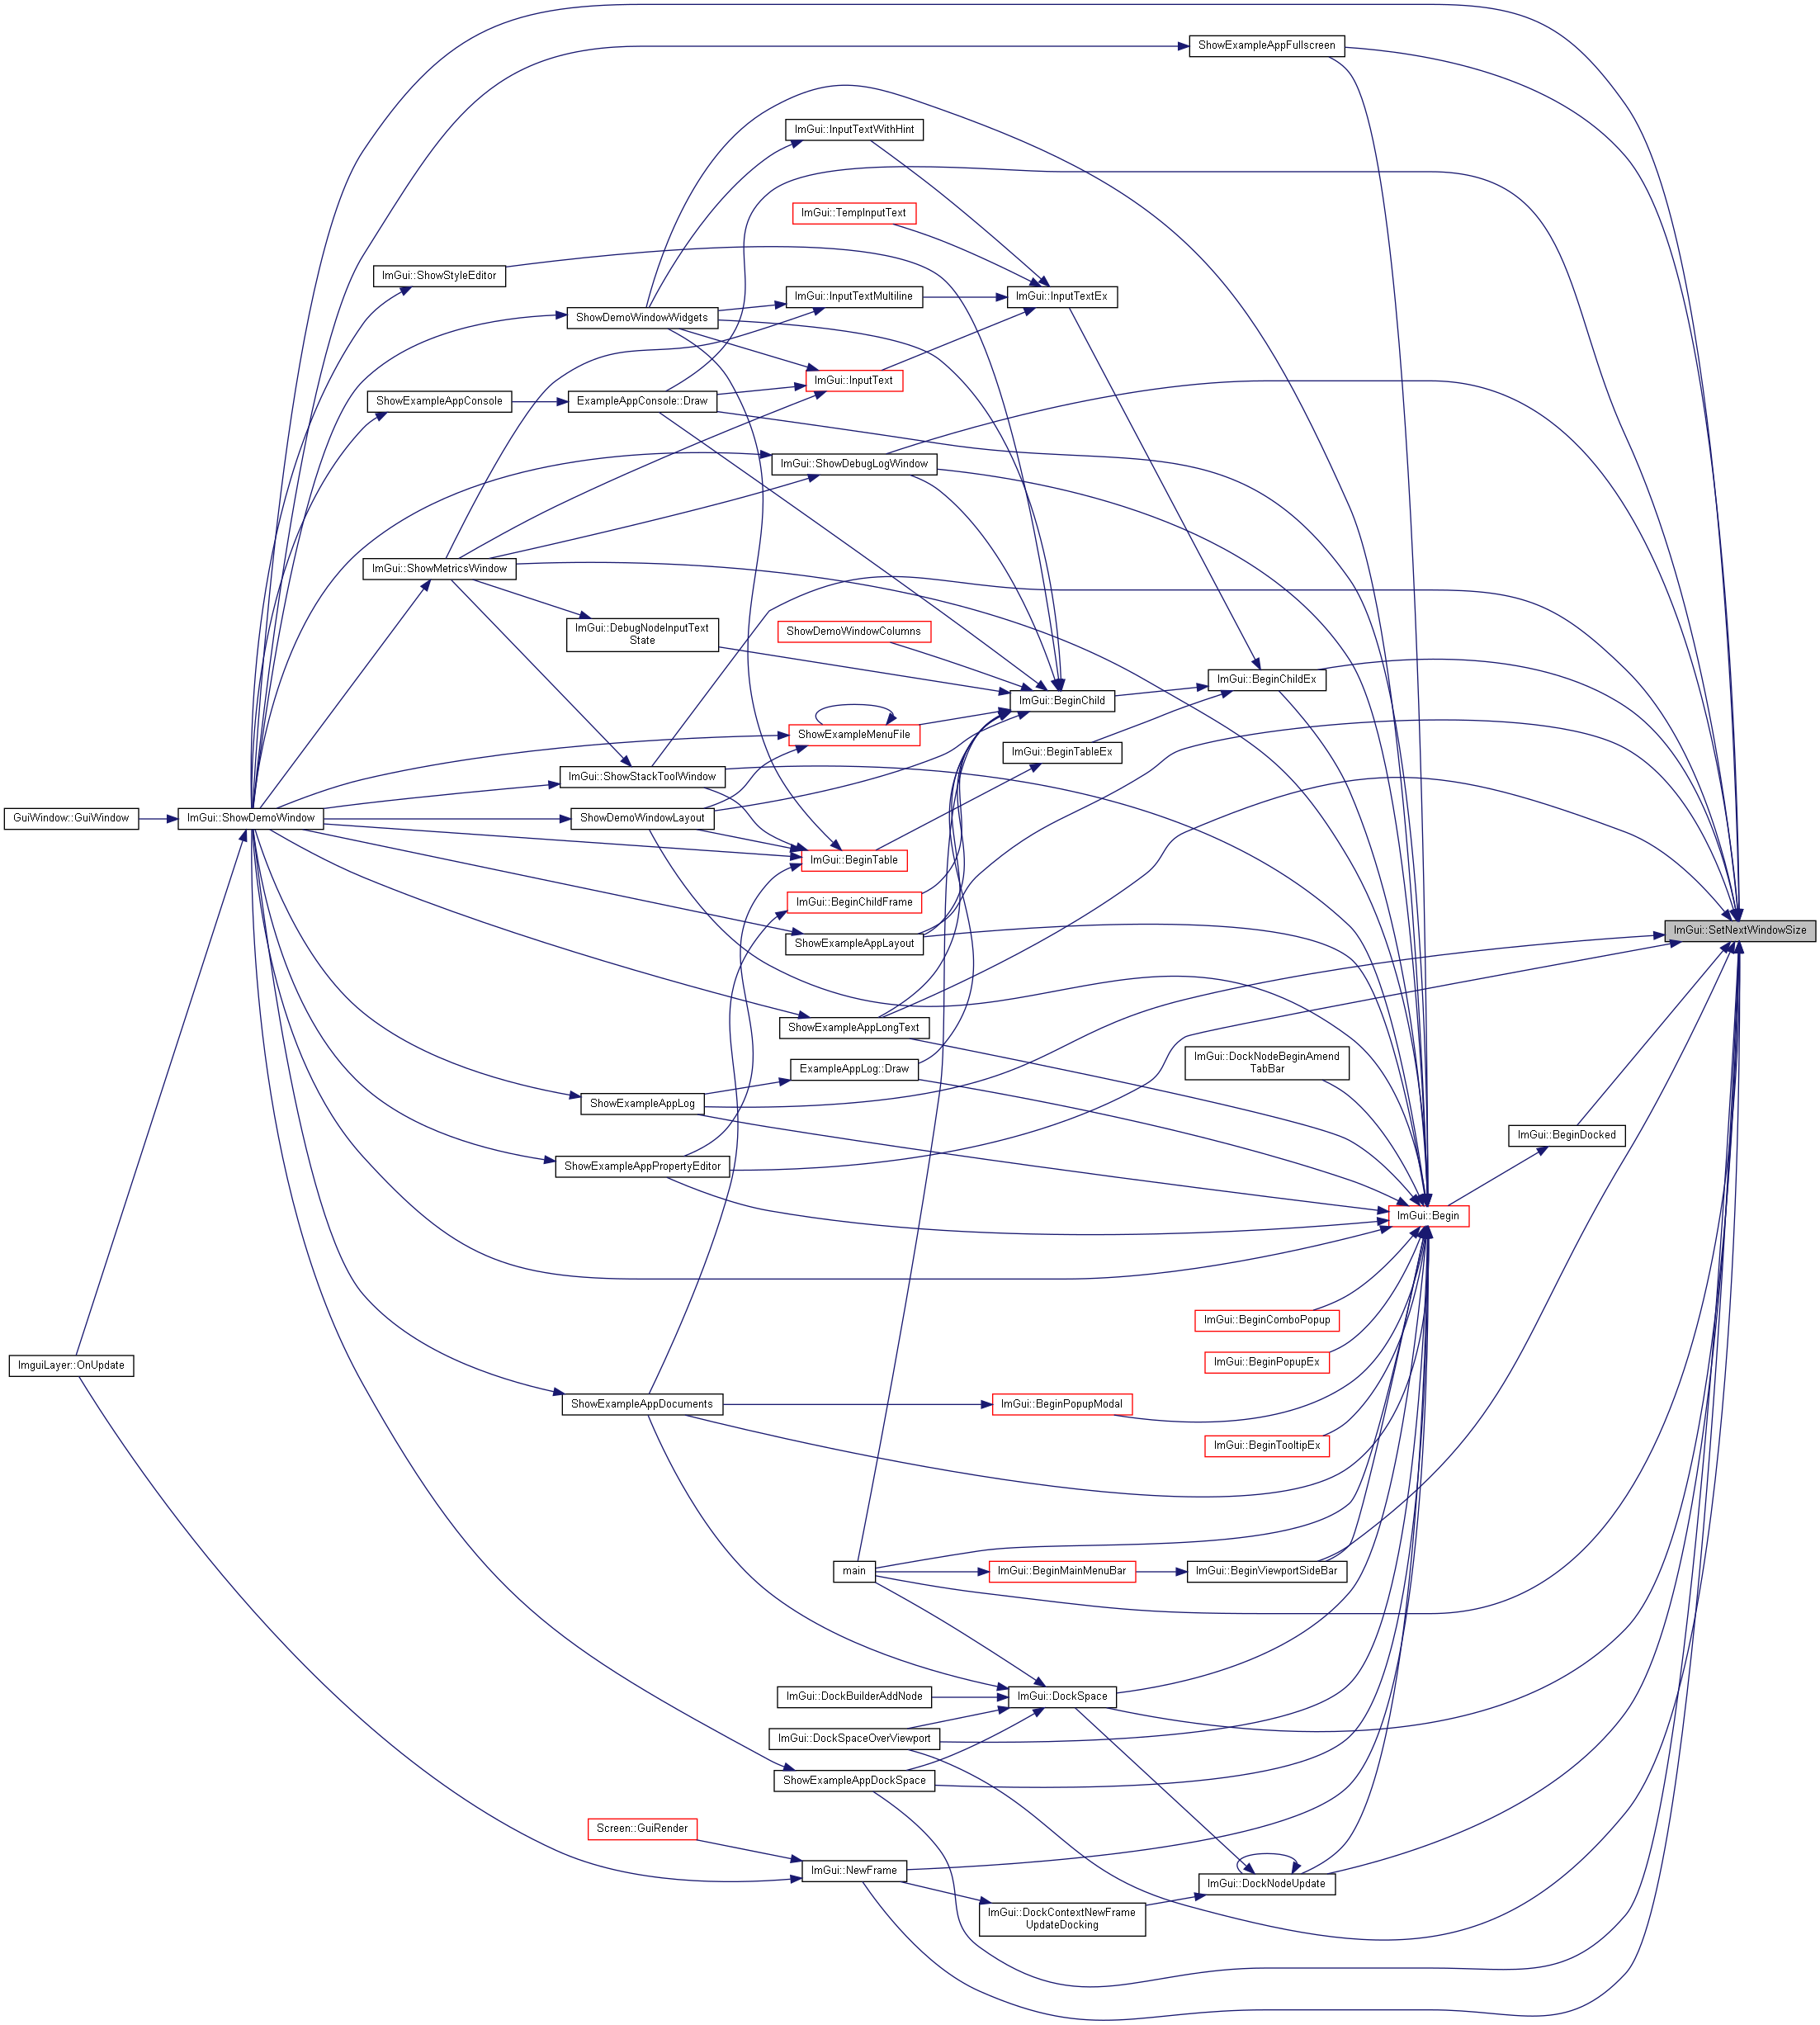 ShowExampleAppFullscreen
ImGui::InputTextWithHint
ImGui::TempInputText
ImGui::ShowStyleEditor
ImGui::InputTextMultiline
ImGui::InputTextEx
ShowDemoWindowWidgets
ImGui::InputText
ShowExampleAppConsole
ExampleAppConsole::Draw
ImGui::ShowDebugLogWindow
ImGui::ShowMetricsWindow
ImGui::DebugNodeInputText
State
ShowDemoWindowColumns
ImGui::BeginChildEx
ImGui::BeginChild
ShowExampleMenuFile
ImGui::BeginTableEx
ImGui::ShowStackToolWindow
GuiWindow::GuiWindow
ImGui::ShowDemoWindow
ShowDemoWindowLayout
ImGui::BeginTable
ImGui::BeginChildFrame
ShowExampleAppLayout
ImGui::SetNextWindowSize
ShowExampleAppLongText
ImGui::DockNodeBeginAmend
TabBar
ExampleAppLog::Draw
ShowExampleAppLog
ImGui::BeginDocked
ShowExampleAppPropertyEditor
ImGui::Begin
ImGui::BeginComboPopup
ImGui::BeginPopupEx
ImguiLayer::OnUpdate
ShowExampleAppDocuments
ImGui::BeginPopupModal
ImGui::BeginTooltipEx
main
ImGui::BeginMainMenuBar
ImGui::BeginViewportSideBar
ImGui::DockBuilderAddNode
ImGui::DockSpace
ImGui::DockSpaceOverViewport
ShowExampleAppDockSpace
Screen::GuiRender
ImGui::NewFrame
ImGui::DockNodeUpdate
ImGui::DockContextNewFrame
UpdateDocking